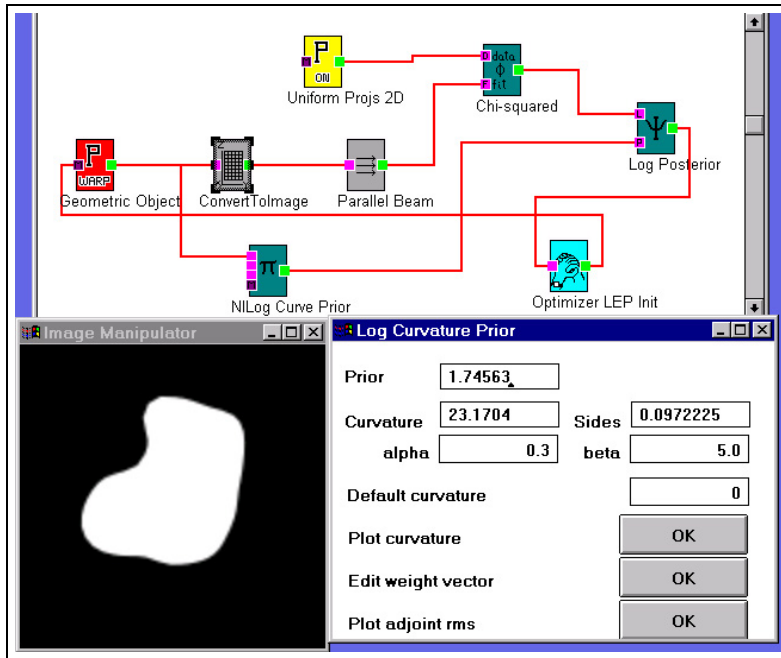 P
ON
Uniform Projs 2D
D data
Φ
F fit
Chi-squared
L
Ψ
P
Log Posterior
P
WARP
Geometric Object
ConvertToImage
Parallel Beam
π
NILog Curve Prior
Optimizer LEP Init
Image Manipulator
Log Curvature Prior
Prior 1.74563
Curvature 23.1704 Sides 0.0972225
alpha 0.3 beta 5.0
Default curvature 0
Plot curvature OK
Edit weight vector OK
Plot adjoint rms OK